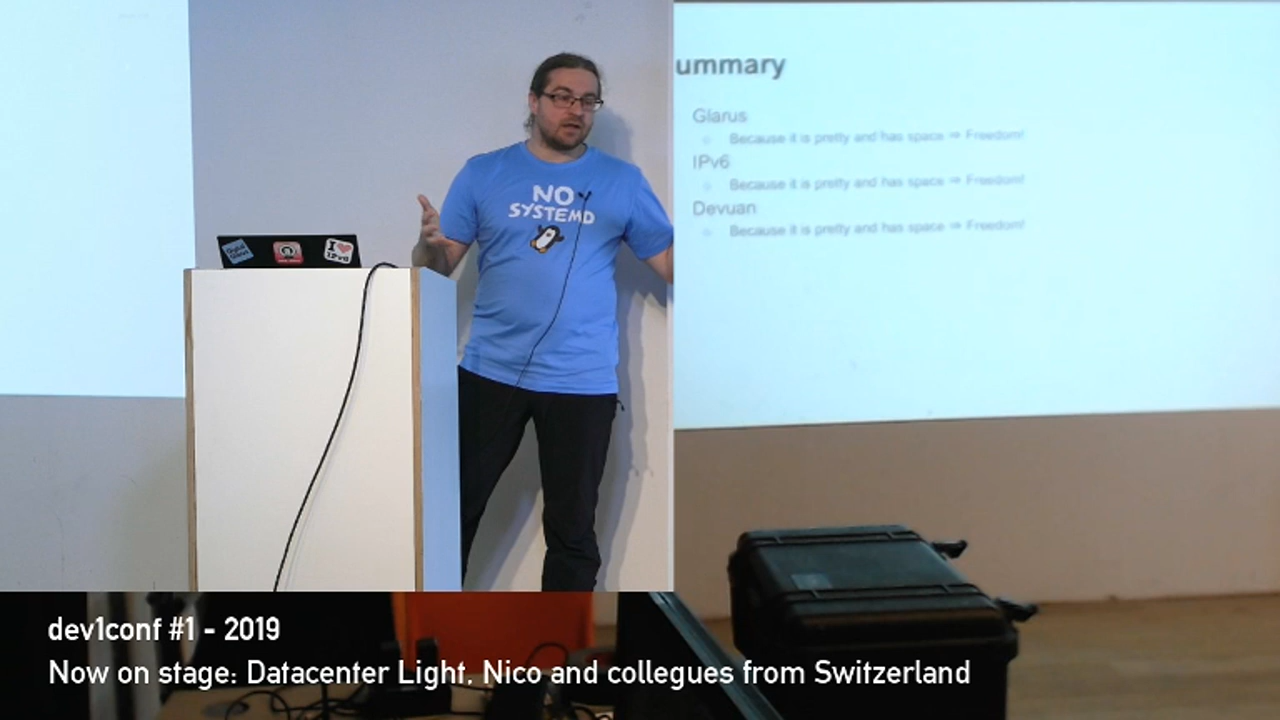 ummary
Glarus
Because it is pretty and has space ⇒ Freedom!
IPv6
Because it is pretty and has space ⇒ Freedom!
Devuan
Because it is pretty and has space ⇒ Freedom!
NO
SYSTEMD
I ❤
IPv6
dev1conf #1 - 2019
Now on stage: Datacenter Light, Nico and collegues from Switzerland